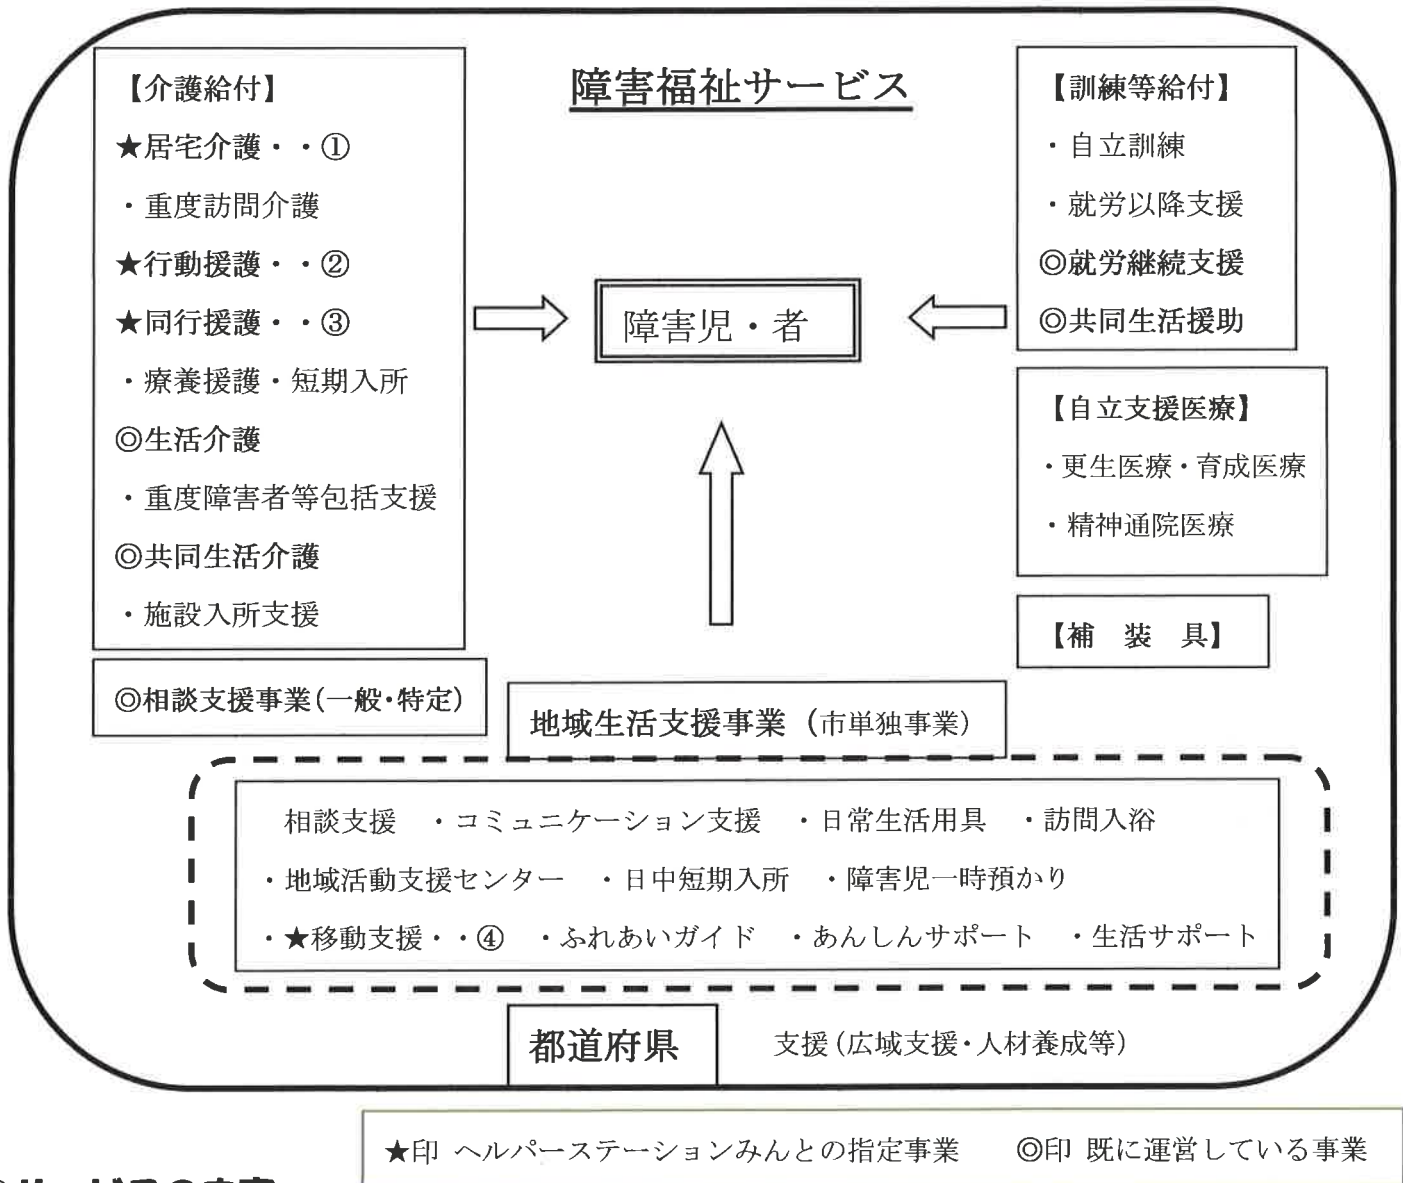 障害福祉サービス
【介護給付】
★居宅介護・・①
・重度訪問介護
★行動援護・・②
★同行援護・・③
・療養援護・短期入所
◎生活介護
・重度障害者等包括支援
◎共同生活介護
・施設入所支援
◎相談支援事業(一般・特定)
障害児・者
【訓練等給付】
・自立訓練
・就労以降支援
◎就労継続支援
◎共同生活援助
【自立支援医療】
・更生医療・育成医療
・精神通院医療
【補　装　具】
地域生活支援事業（市単独事業）
相談支援　・コミュニケーション支援　・日常生活用具　・訪問入浴
・地域活動支援センター　・日中短期入所　・障害児一時預かり
・★移動支援・・④　・ふれあいガイド　・あんしんサポート　・生活サポート
都道府県　支援(広域支援・人材養成等)
★印 ヘルパーステーションみんとの指定事業　◎印 既に運営している事業